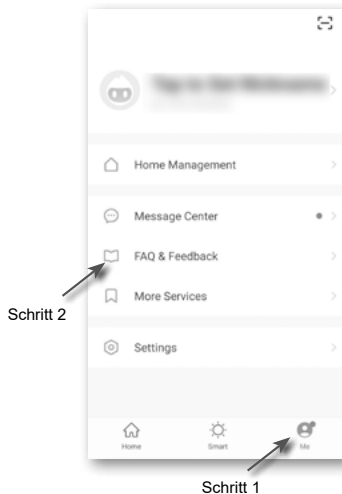 Home Management
Message Center
FAQ & Feedback
More Services
Settings
Home Smart Me
Schritt 2
Schritt 1